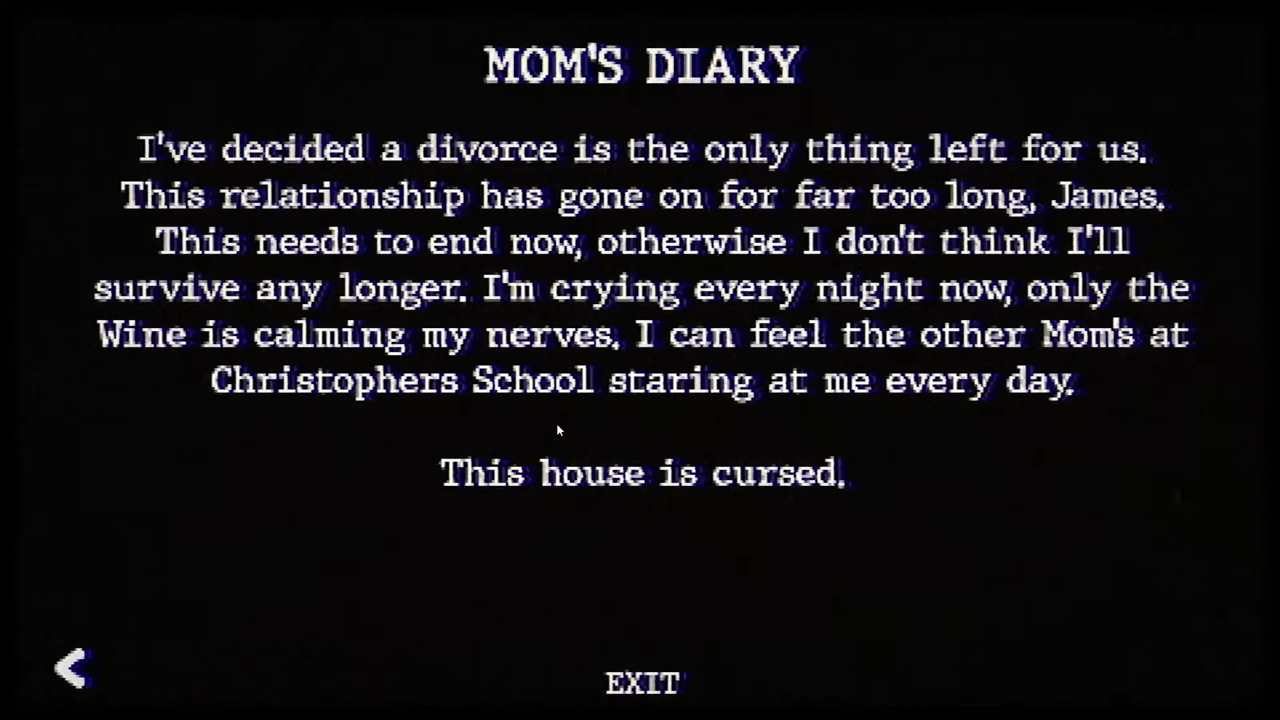 MOM'S DIARY
I've decided a divorce is the only thing left for us.
This relationship has gone on for far too long, James.
This needs to end now, otherwise I don't think I'll
survive any longer. I'm crying every night now, only the
Wine is calming my nerves. I can feel the other Mom's at
Christophers School staring at me every day.
This house is cursed.
<
EXIT